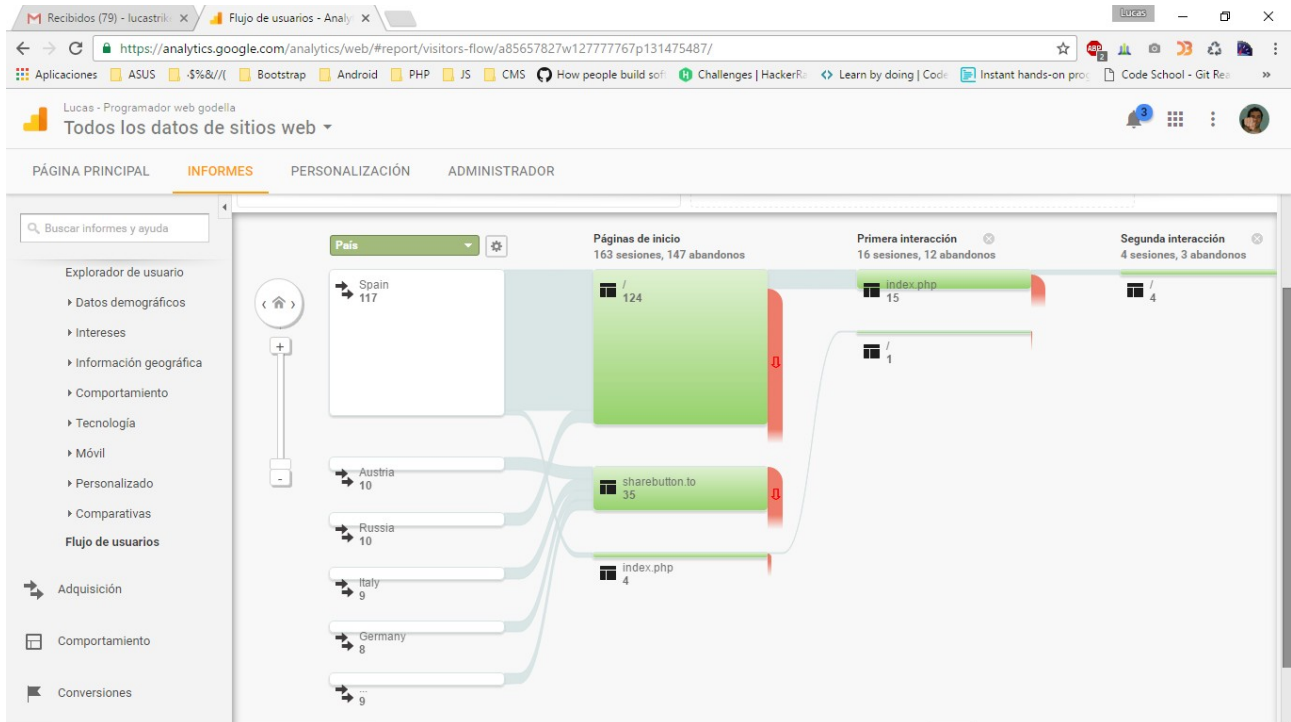 Recibidos (79) - lucastrik
Flujo de usuarios - Analy
Lucas
https://analytics.google.com/analytics/web/#report/visitors-flow/a85657827w127777767p131475487/
ABP
2
Aplicaciones
ASUS
-$%&//(
Bootstrap
Android
PHP
JS
CMS
How people build soft
Challenges | HackerRa
Learn by doing | Code
Instant hands-on prog
Code School - Git Rea
»
Lucas - Programador web godella
Todos los datos de sitios web
3
PÁGINA PRINCIPAL
INFORMES
PERSONALIZACIÓN
ADMINISTRADOR
Buscar informes y ayuda
Explorador de usuario
Datos demográficos
Intereses
Información geográfica
Comportamiento
Tecnología
Móvil
Personalizado
Comparativas
Flujo de usuarios
Adquisición
Comportamiento
Conversiones
País
Spain
117
Austria
10
Russia
10
Italy
9
Germany
8
...
9
+
-
Páginas de inicio
163 sesiones, 147 abandonos
/
124
sharebutton.to
35
index.php
4
Primera interacción
16 sesiones, 12 abandonos
index.php
15
/
1
Segunda interacción
4 sesiones, 3 abandonos
/
4